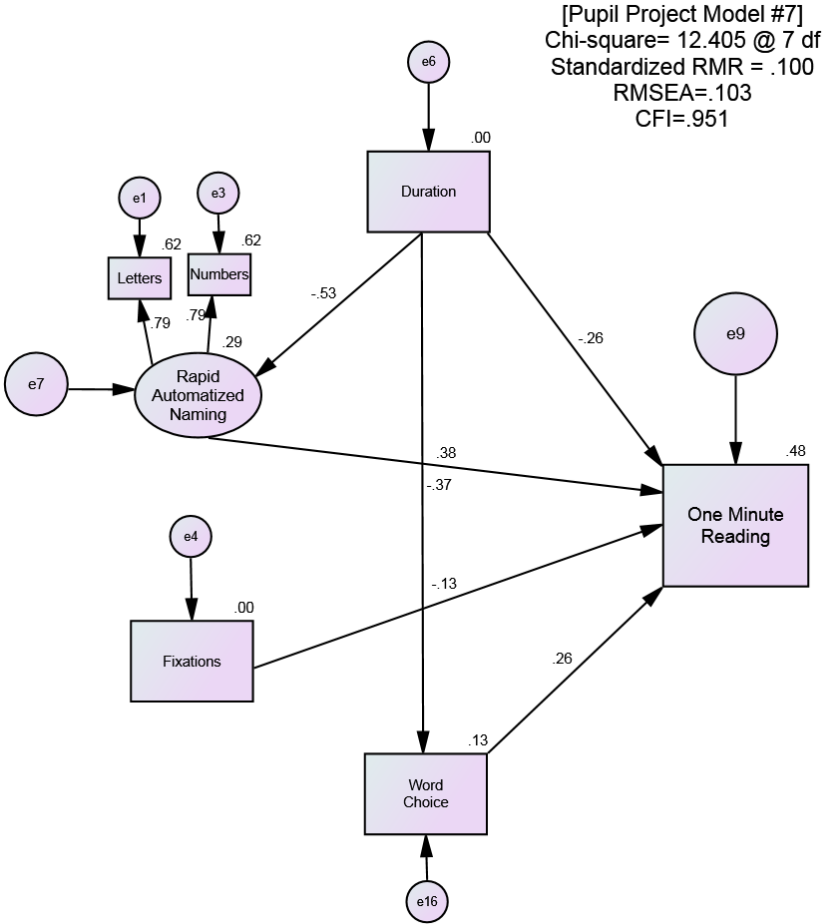 [Pupil Project Model #7]
Chi-square= 12.405 @ 7 df
Standardized RMR = .100
RMSEA=.103
CFI=.951
e6
.00
Duration
e1
e3
.62
.62
Letters
Numbers
.79
.79
-.53
-.26
.29
e7
Rapid
Automatized
Naming
e9
.38
-.37
.48
One Minute
Reading
e4
.00
Fixations
-.13
.26
.13
Word
Choice
e16